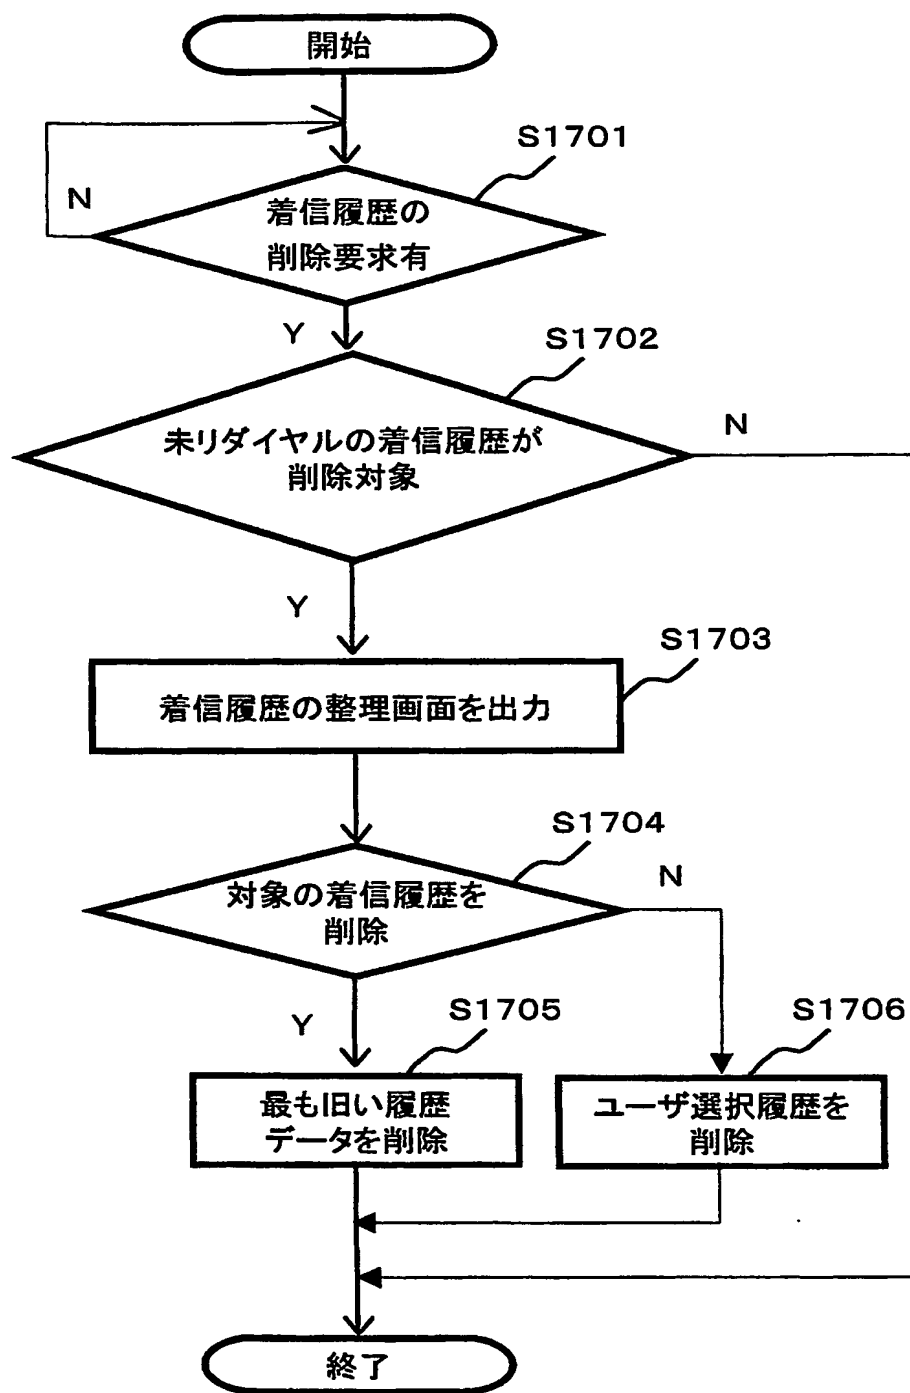 開始
S1701
N
着信履歴の
削除要求有
Y
S1702
未リダイヤルの着信履歴が
削除対象
N
Y
S1703
着信履歴の整理画面を出力
S1704
対象の着信履歴を
削除
N
Y
S1705
最も旧い履歴
データを削除
S1706
ユーザ選択履歴を
削除
終了